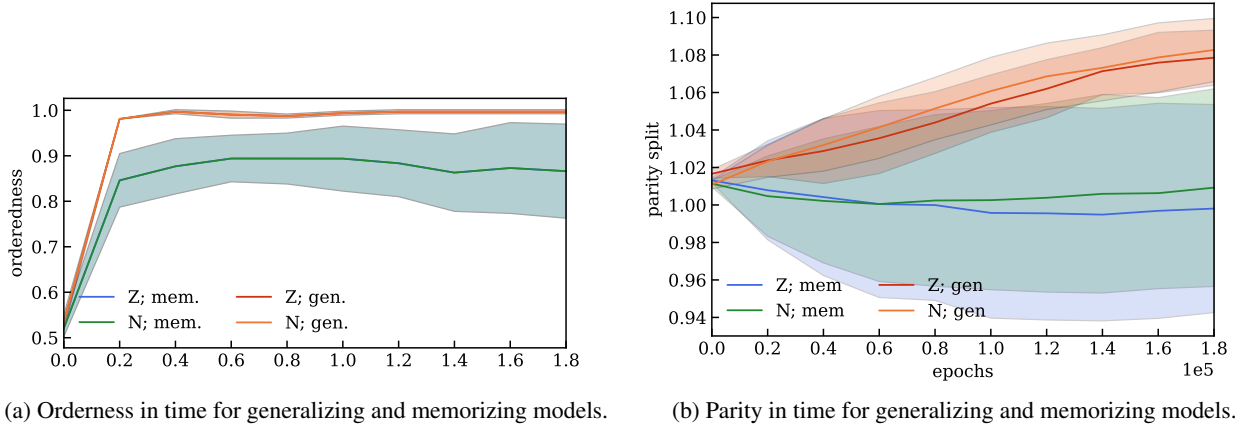 1.0
0.9
0.8
0.7
0.6
0.5
orderedness
Z; mem.
N; mem.
Z; gen.
N; gen.
0.0 0.2 0.4 0.6 0.8 1.0 1.2 1.4 1.6 1.8
(a) Orderness in time for generalizing and memorizing models.
1.10
1.08
1.06
1.04
1.02
1.00
0.98
0.96
0.94
parity split
Z; mem
N; mem
Z; gen
N; gen
0.0 0.2 0.4 0.6 0.8 1.0 1.2 1.4 1.6 1.8
epochs
1e5
(b) Parity in time for generalizing and memorizing models.